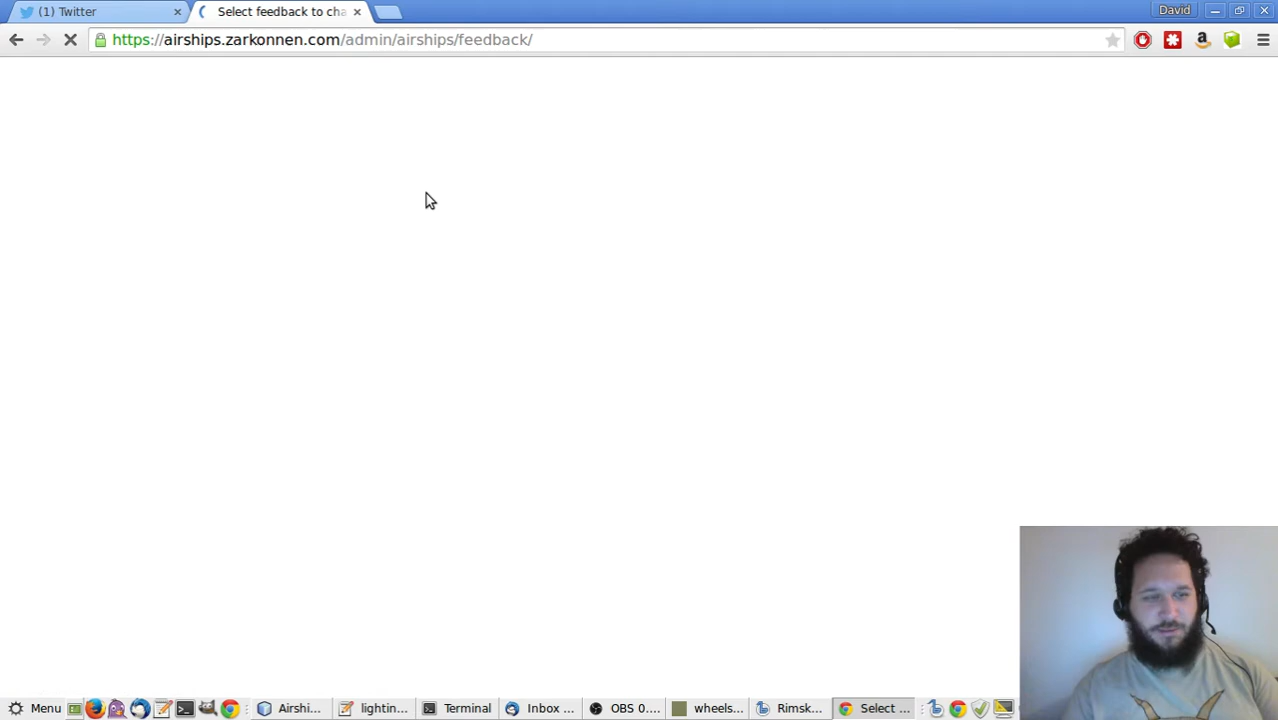 (1) Twitter
Select feedback to cha
David
https://airships.zarkonnen.com/admin/airships/feedback/
Menu
Airshi...
lightin...
Terminal
Inbox ...
OBS 0....
wheels...
Rimsk...
Select ...